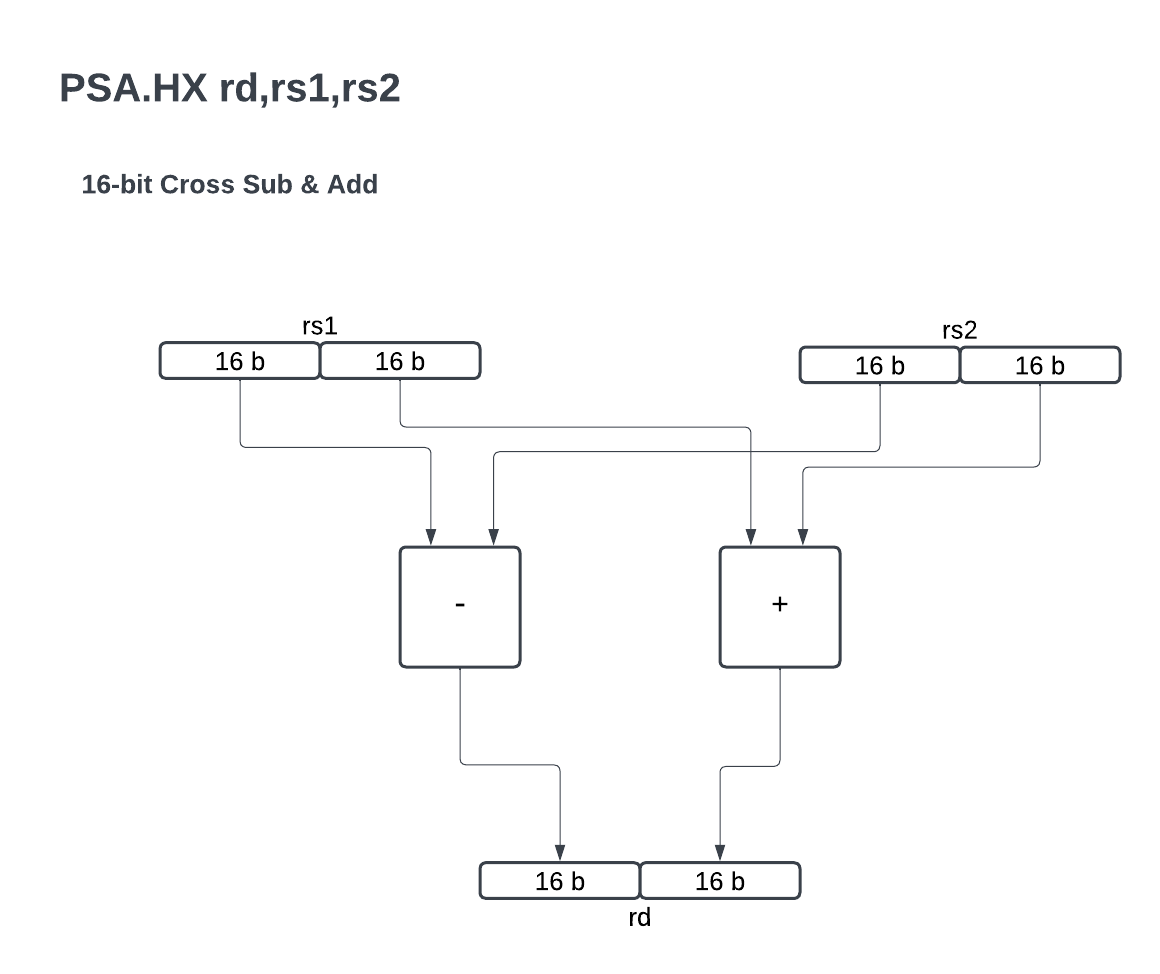 PSA.HX rd,rs1,rs2
16-bit Cross Sub & Add
rs1
rs2
16 b
16 b
16 b
16 b
-
+
16 b
16 b
rd